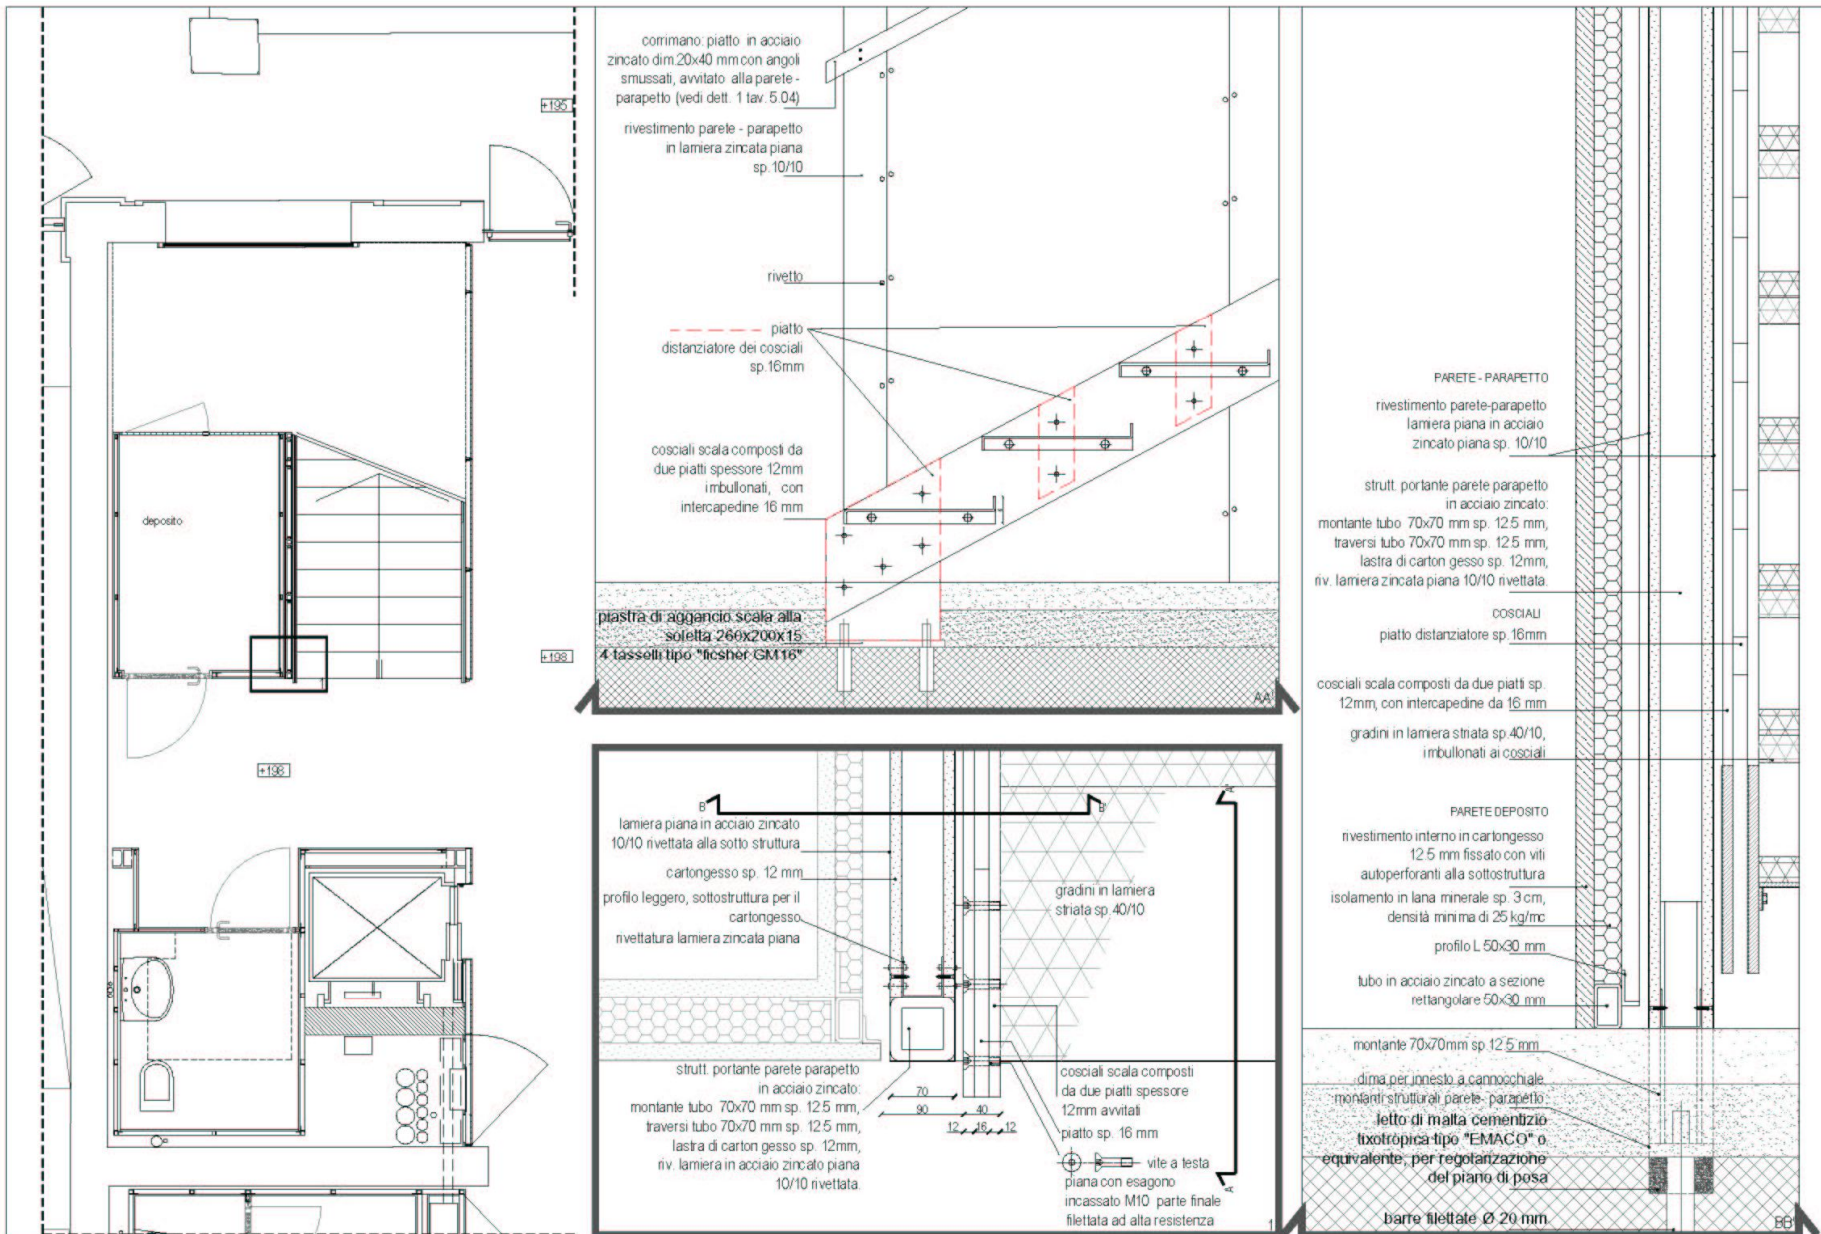 +195
deposito
+198
+198
1
corrimano: piatto in acciaio
zincato dim.20x40 mm con angoli
smussati, avvitato alla parete -
parapetto (vedi dett. 1 tav. 5.04)
rivestimento parete - parapetto
in lamiera zincata piana
sp. 10/10
rivetto
piatto
distanziatore dei cosciali
sp.16mm
cosciali scala composti da
due piatti spessore 12mm
imbullonati, con
intercapedine 16 mm
piastra di aggancio scala alla
soletta 260x200x15
4 tasselli tipo "ficsher GM16"
AA'
B
B'
A'
lamiera piana in acciaio zincato
10/10 rivettata alla sotto struttura
cartongesso sp. 12 mm
profilo leggero, sottostruttura per il
cartongesso
rivettatura lamiera zincata piana
gradini in lamiera
striata sp.40/10
strutt. portante parete parapetto
in acciaio zincato:
montante tubo 70x70 mm sp. 12.5 mm,
traversi tubo 70x70 mm sp. 12.5 mm,
lastra di carton gesso sp. 12mm,
riv. lamiera in acciaio zincato piana
10/10 rivettata.
70
90
40
12
16
12
cosciali scala composti
da due piatti spessore
12mm avvitati
piatto sp. 16 mm
vite a testa
piana con esagono
incassato M10 parte finale
filettata ad alta resistenza
A
1
PARETE - PARAPETTO
rivestimento parete-parapetto
lamiera piana in acciaio
zincato piana sp. 10/10
strutt. portante parete parapetto
in acciaio zincato:
montante tubo 70x70 mm sp. 12.5 mm,
traversi tubo 70x70 mm sp. 12.5 mm,
lastra di carton gesso sp. 12mm,
riv. lamiera zincata piana 10/10 rivettata.
COSCIALI
piatto distanziatore sp.16mm
cosciali scala composti da due piatti sp.
12mm, con intercapedine da 16 mm
gradini in lamiera striata sp.40/10,
imbullonati ai cosciali
PARETE DEPOSITO
rivestimento interno in cartongesso
12.5 mm fissato con viti
autoperforanti alla sottostruttura
isolamento in lana minerale sp. 3 cm,
densità minima di 25 kg/mc
profilo L 50x30 mm
tubo in acciaio zincato a sezione
rettangolare 50x30 mm
montante 70x70mm sp.12.5 mm
dima per innesto a cannocchiale
montanti strutturali parete- parapetto
letto di malta cementizio
tixotropica tipo "EMACO" o
equivalente, per regolarizazione
del piano di posa
barre filettate Ø 20 mm
BB'